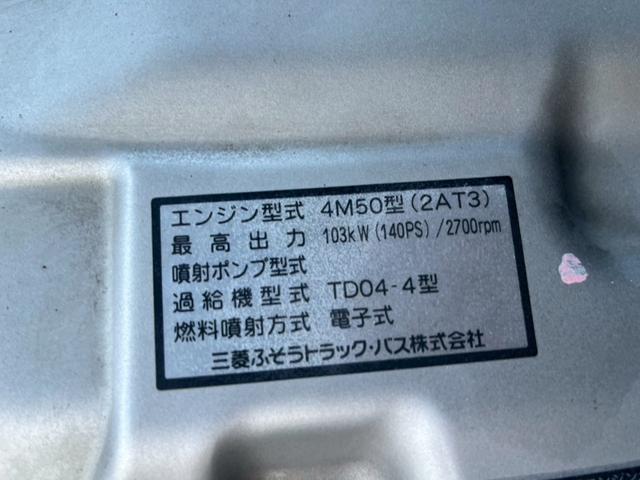 エンジン型式 4M50型(2AT3)
最高出力 103kW(140PS)/2700rpm
噴射ポンプ型式
過給機型式 TD04-4型
燃料噴射方式 電子式
三菱ふそうトラック・バス株式会社